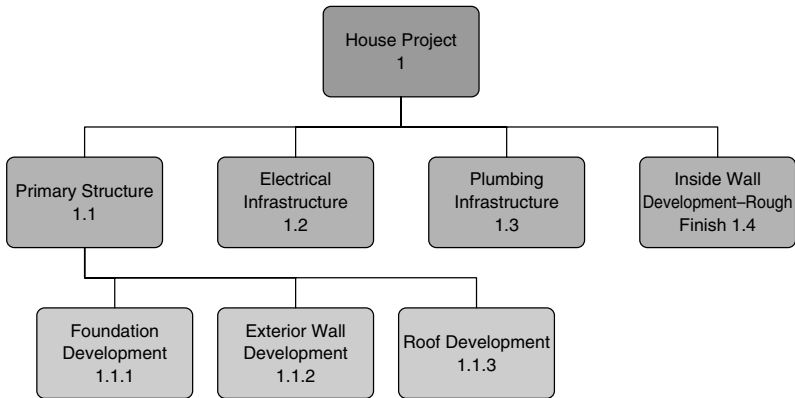 House Project
1
Primary Structure
1.1
Electrical
Infrastructure
1.2
Plumbing
Infrastructure
1.3
Inside Wall
Development–Rough
Finish 1.4
Foundation
Development
1.1.1
Exterior Wall
Development
1.1.2
Roof Development
1.1.3